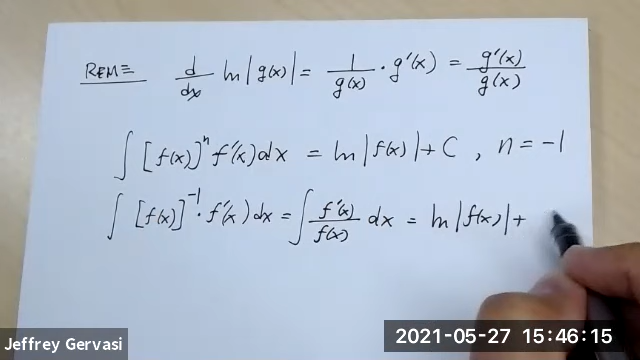 REM≡ d/dx ln|g(x)| = 1/g(x) · g'(x) = g'(x)/g(x)
∫ [f(x)]^n f'(x) dx = ln|f(x)| + C , n = -1
∫ [f(x)]^-1 · f'(x) dx = ∫ f'(x)/f(x) dx = ln|f(x)| +
Jeffrey Gervasi
2021-05-27 15:46:15